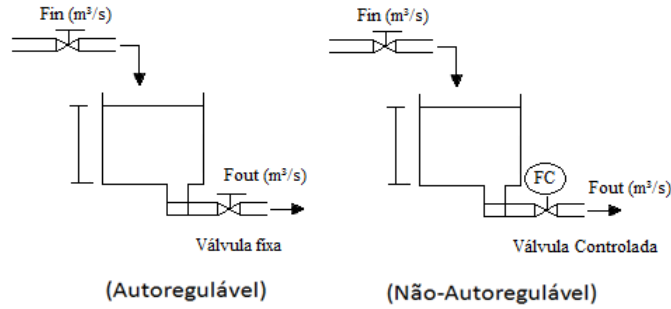 Fin (m³/s)
Fout (m³/s)
Válvula fixa
(Autoregulável)
Fin (m³/s)
FC
Fout (m³/s)
Válvula Controlada
(Não-Autoregulável)